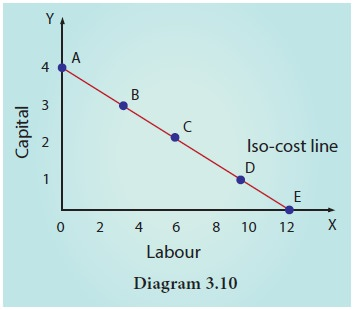 Y
A
4
B
3
C
2
Iso-cost line
D
1
E
0 2 4 6 8 10 12 X
Capital
Labour
Diagram 3.10